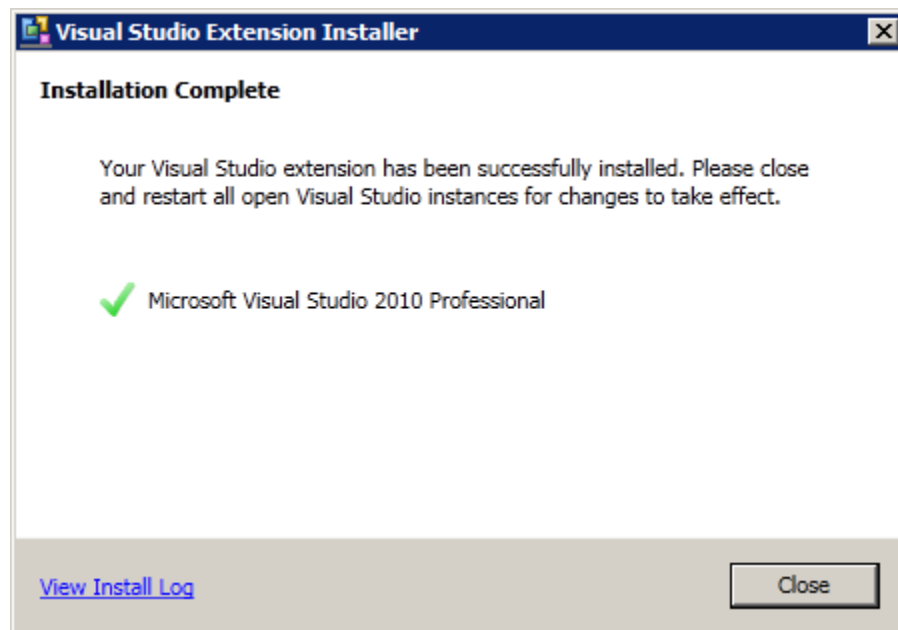 Visual Studio Extension Installer
Installation Complete
Your Visual Studio extension has been successfully installed. Please close
and restart all open Visual Studio instances for changes to take effect.
Microsoft Visual Studio 2010 Professional
View Install Log
Close